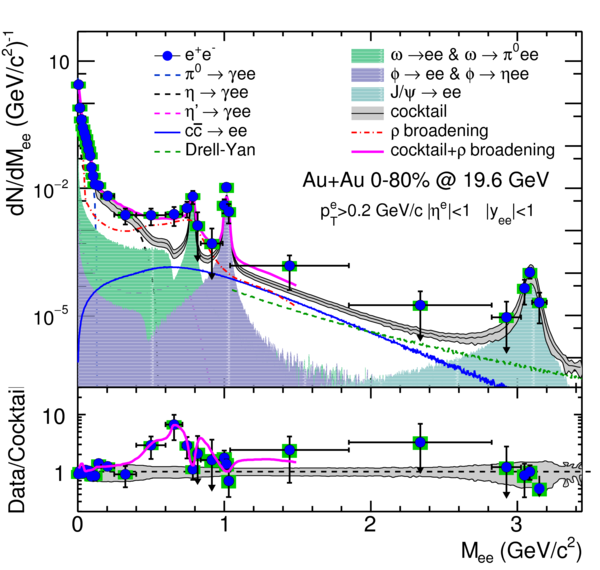 dN/dM_ee (GeV/c²)⁻¹
10
1
10⁻²
10⁻⁵
e⁺e⁻
π⁰ → γee
η → γee
η' → γee
cc̅ → ee
Drell-Yan
ω →ee & ω → π⁰ee
ϕ → ee & ϕ → ηee
J/ψ → ee
cocktail
ρ broadening
cocktail+ρ broadening
Au+Au 0-80% @ 19.6 GeV
p_T^e>0.2 GeV/c |η^e|<1 |y_ee|<1
Data/Cocktail
10
1
0 1 2 3
M_ee (GeV/c²)